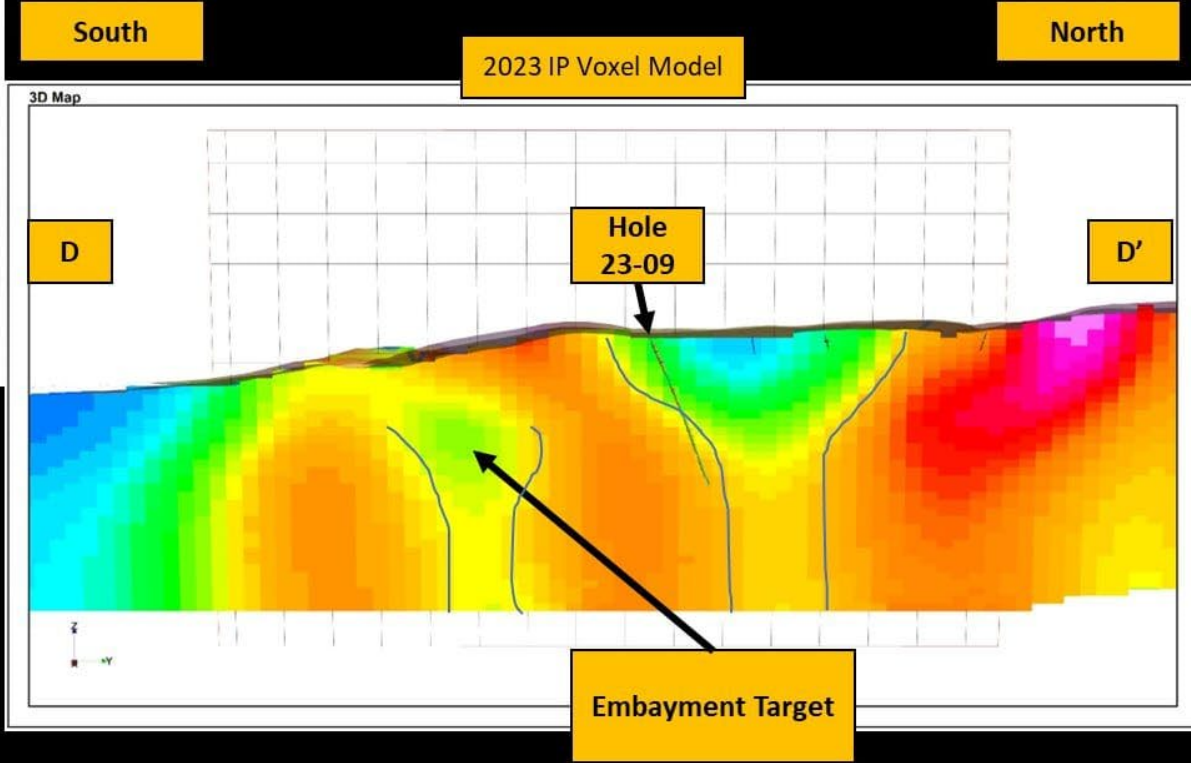 South
North
2023 IP Voxel Model
3D Map
Hole
23-09
D
D’
Z
Y
Embayment Target